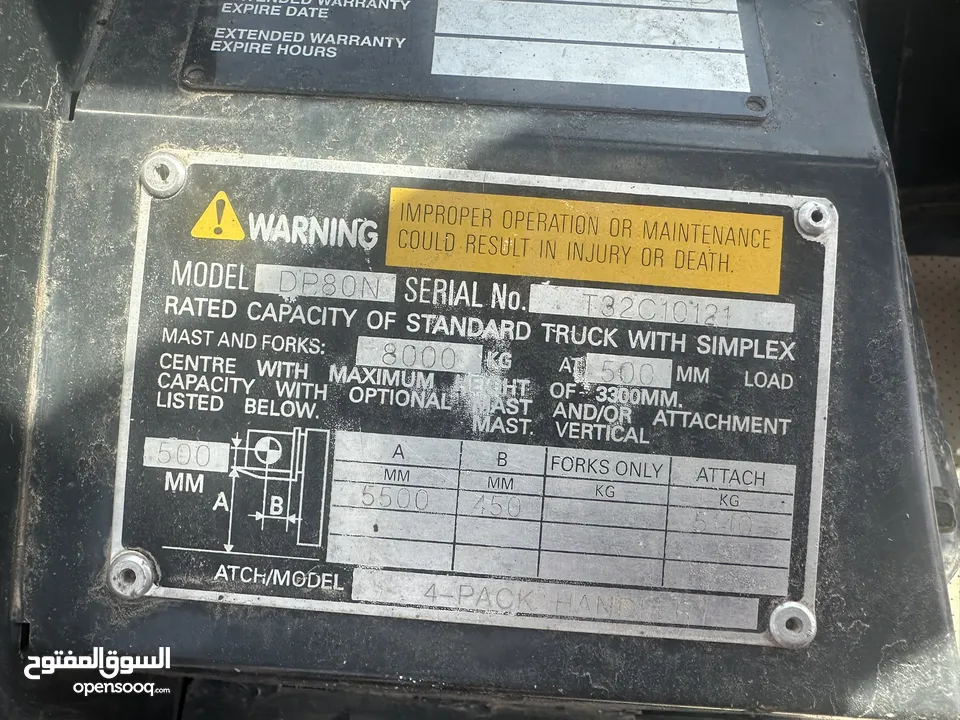 EXTENDED WARRANTY
EXPIRE DATE
EXTENDED WARRANTY
EXPIRE HOURS
WARNING
IMPROPER OPERATION OR MAINTENANCE
COULD RESULT IN INJURY OR DEATH.
MODEL DP80N SERIAL No. T32C10121
RATED CAPACITY OF STANDARD TRUCK WITH SIMPLEX
MAST AND FORKS: 8000 KG AT 500 MM LOAD
CENTRE WITH MAXIMUM HEIGHT OF 3300MM.
CAPACITY WITH OPTIONAL MAST AND/OR ATTACHMENT
LISTED BELOW. MAST. VERTICAL
500
MM
A
B
A B FORKS ONLY ATTACH
MM MM KG KG
5500 450
ATCH/MODEL 4-PACK
السوق المفتوح
opensooq.com